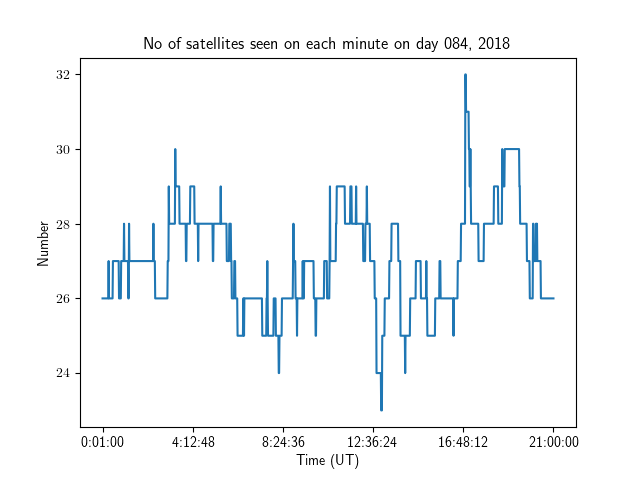 No of satellites seen on each minute on day 084, 2018
32
30
28
26
24
Number
0:01:00 4:12:48 8:24:36 12:36:24 16:48:12 21:00:00
Time (UT)